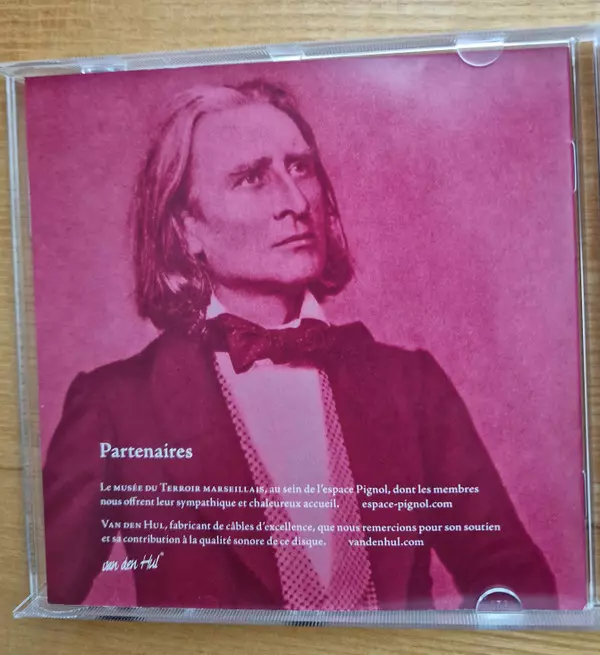 Partenaires
Le musée du Terroir marseillais, au sein de l'espace Pignol, dont les membres
nous offrent leur sympathique et chaleureux accueil. espace-pignol.com
Van den Hul, fabricant de câbles d'excellence, que nous remercions pour son soutien
et sa contribution à la qualité sonore de ce disque. vandenhul.com
van den Hul®